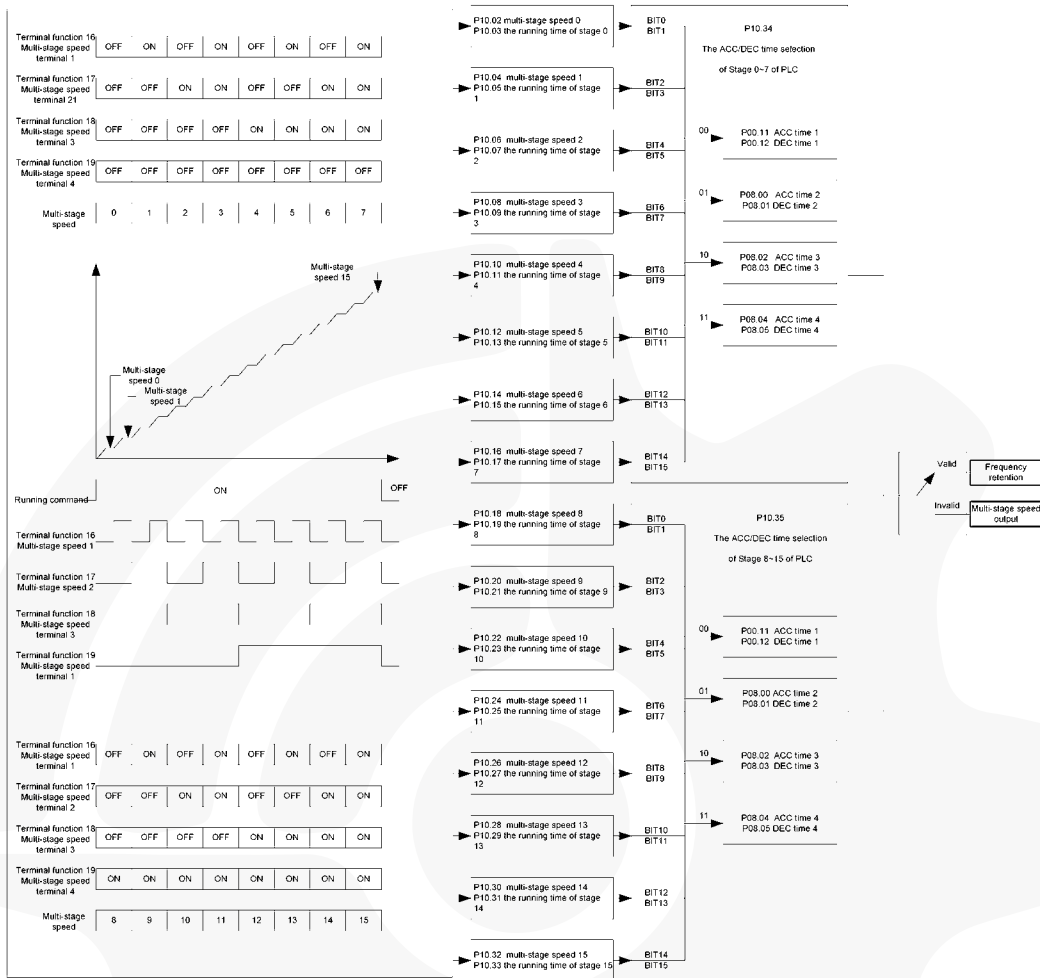 Terminal function 16
Multi-stage speed
terminal 1
OFF ON OFF ON OFF ON OFF ON
Terminal function 17
Multi-stage speed
terminal 21
OFF OFF ON ON OFF OFF ON ON
Terminal function 18
Multi-stage speed
terminal 3
OFF OFF OFF OFF ON ON ON ON
Terminal function 19
Multi-stage speed
terminal 4
OFF OFF OFF OFF OFF OFF OFF OFF
Multi-stage
speed
0 1 2 3 4 5 6 7
Multi-stage
speed 15
Multi-stage
speed 0
Multi-stage
speed 1
Running command
ON
OFF
Terminal function 16
Multi-stage speed 1
Terminal function 17
Multi-stage speed 2
Terminal function 18
Multi-stage speed
terminal 3
Terminal function 19
Multi-stage speed
terminal 1
Terminal function 16
Multi-stage speed
terminal 1
OFF ON OFF ON OFF ON OFF ON
Terminal function 17
Multi-stage speed
terminal 2
OFF OFF ON ON OFF OFF ON ON
Terminal function 18
Multi-stage speed
terminal 3
OFF OFF OFF OFF ON ON ON ON
Terminal function 19
Multi-stage speed
terminal 4
ON ON ON ON ON ON ON ON
Multi-stage
speed
8 9 10 11 12 13 14 15
P10.02 multi-stage speed 0
P10.03 the running time of stage 0
BIT0
BIT1
P10.04 multi-stage speed 1
P10.05 the running time of stage
1
BIT2
BIT3
P10.06 multi-stage speed 2
P10.07 the running time of stage
2
BIT4
BIT5
P10.08 multi-stage speed 3
P10.09 the running time of stage
3
BIT6
BIT7
P10.10 multi-stage speed 4
P10.11 the running time of stage
4
BIT8
BIT9
P10.12 multi-stage speed 5
P10.13 the running time of stage 5
BIT10
BIT11
P10.14 multi-stage speed 6
P10.15 the running time of stage 6
BIT12
BIT13
P10.16 multi-stage speed 7
P10.17 the running time of stage
7
BIT14
BIT15
P10.18 multi-stage speed 8
P10.19 the running time of stage
8
BIT0
BIT1
P10.20 multi-stage speed 9
P10.21 the running time of stage 9
BIT2
BIT3
P10.22 multi-stage speed 10
P10.23 the running time of stage
10
BIT4
BIT5
P10.24 multi-stage speed 11
P10.25 the running time of stage
11
BIT6
BIT7
P10.26 multi-stage speed 12
P10.27 the running time of stage
12
BIT8
BIT9
P10.28 multi-stage speed 13
P10.29 the running time of stage
13
BIT10
BIT11
P10.30 multi-stage speed 14
P10.31 the running time of stage
14
BIT12
BIT13
P10.32 multi-stage speed 15
P10.33 the running time of stage 15
BIT14
BIT15
P10.34
The ACC/DEC time selection
of Stage 0~7 of PLC
00
P00.11 ACC time 1
P00.12 DEC time 1
01
P08.00 ACC time 2
P08.01 DEC time 2
10
P08.02 ACC time 3
P08.03 DEC time 3
11
P08.04 ACC time 4
P08.05 DEC time 4
P10.35
The ACC/DEC time selection
of Stage 8~15 of PLC
00
P00.11 ACC time 1
P00.12 DEC time 1
01
P08.00 ACC time 2
P08.01 DEC time 2
10
P08.02 ACC time 3
P08.03 DEC time 3
11
P08.04 ACC time 4
P08.05 DEC time 4
Valid
Frequency
retention
Invalid
Multi-stage speed
output